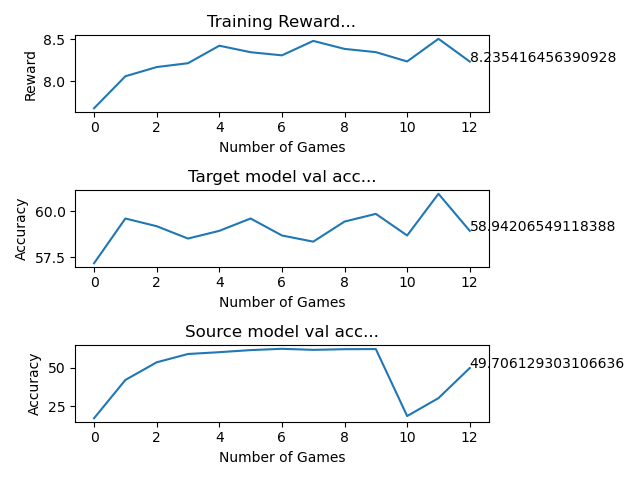 Training Reward...
8.5
8.0
Reward
8.235416456390928
0 2 4 6 8 10 12
Number of Games
Target model val acc...
60.0
57.5
Accuracy
58.94206549118388
0 2 4 6 8 10 12
Number of Games
Source model val acc...
50
25
Accuracy
49.706129303106636
0 2 4 6 8 10 12
Number of Games